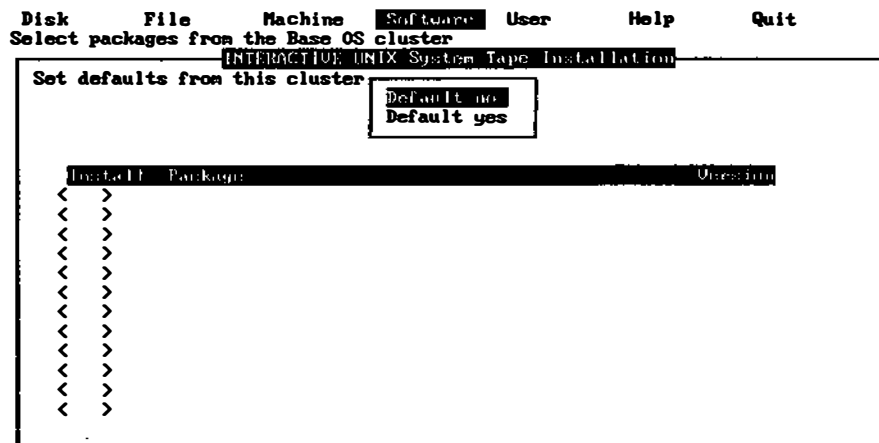 Disk File Machine Software User Help Quit
Select packages from the Base OS cluster
INTERACTIVE UNIX System Tape Installation
Set defaults from this cluster
Default no
Default yes
Install Package Version
< >
< >
< >
< >
< >
< >
< >
< >
< >
< >
< >
< >